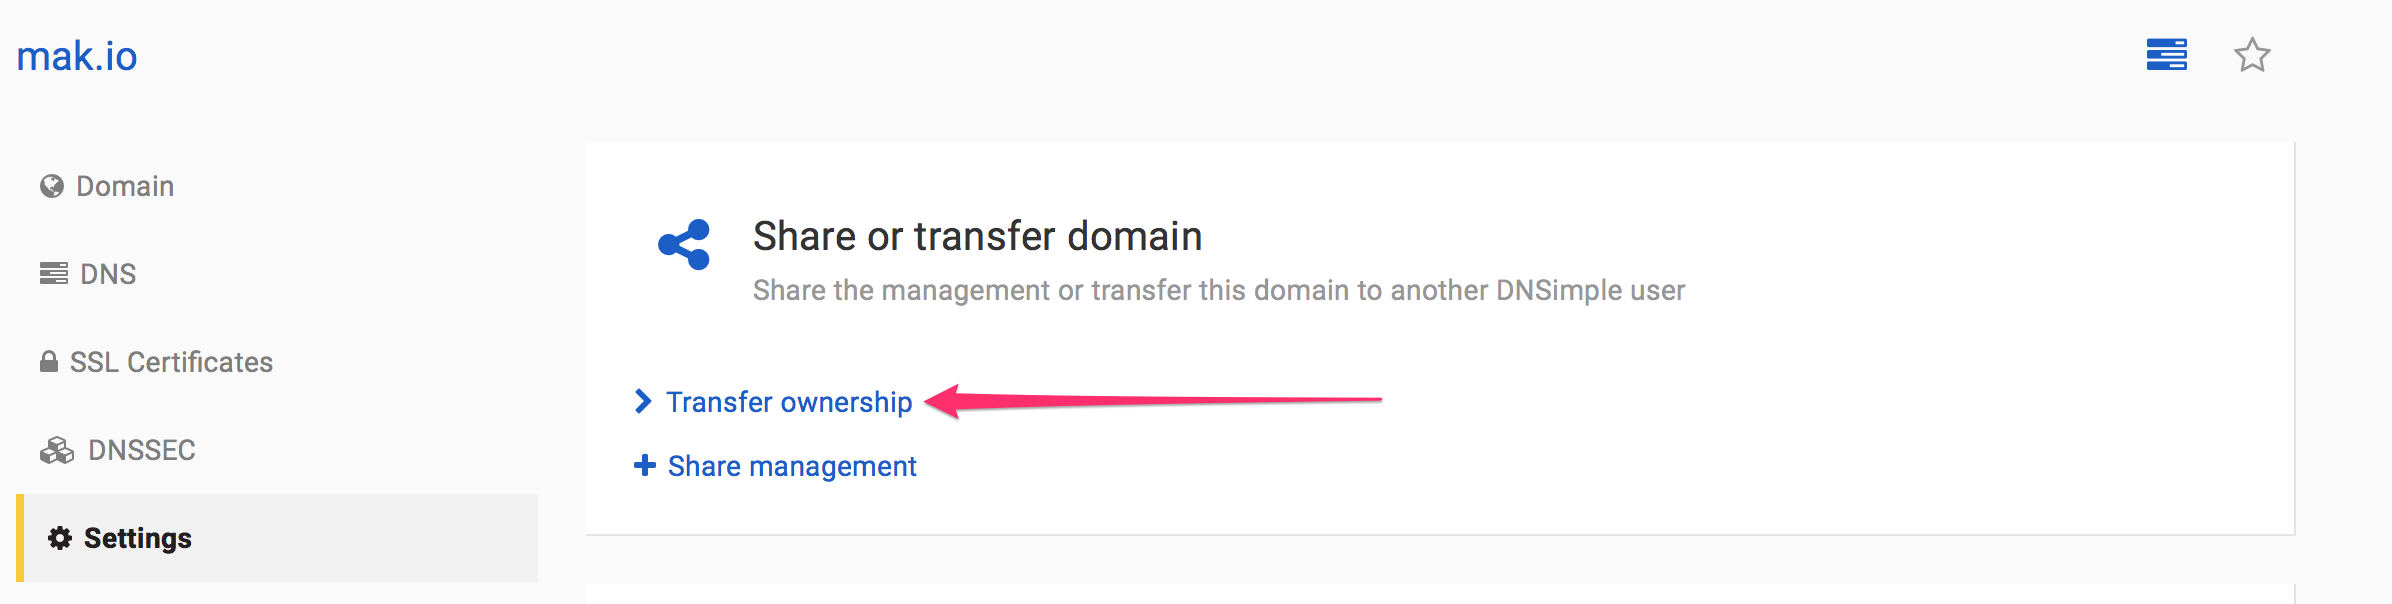 mak.io
Domain
DNS
SSL Certificates
DNSSEC
Settings
Share or transfer domain
Share the management or transfer this domain to another DNSimple user
Transfer ownership
Share management